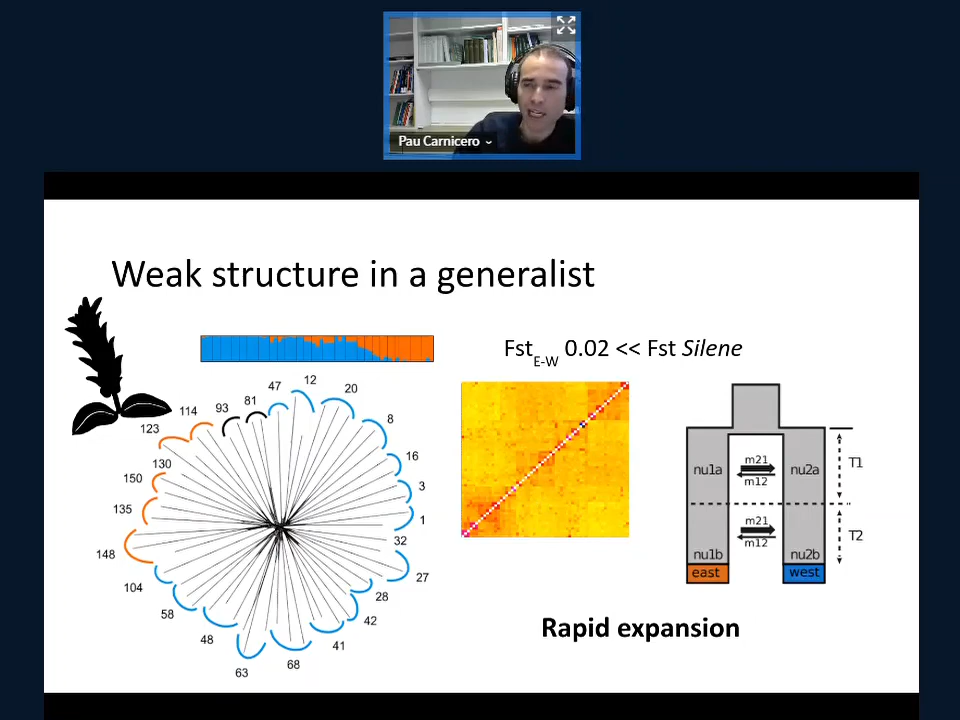 Pau Carnicero
Weak structure in a generalist
Fst E-W 0.02 << Fst Silene
47
12
20
8
16
3
1
32
27
28
42
41
68
63
48
58
104
148
135
150
130
123
114
93
81
nu1a
m21
m12
nu2a
T1
m21
m12
T2
nu1b
nu2b
east
west
Rapid expansion